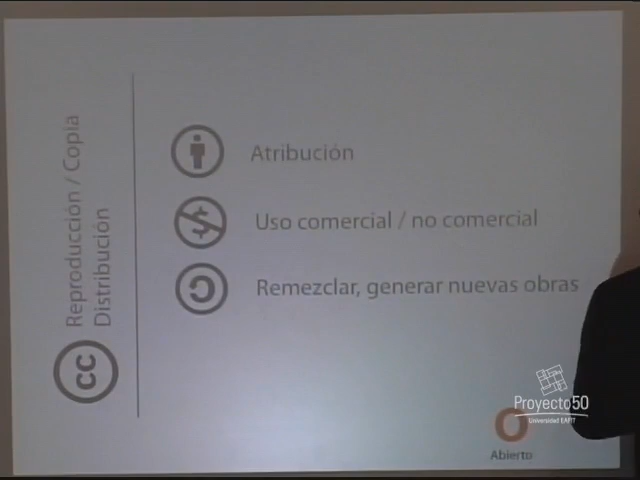 Reproducción / Copia
Distribución
cc
Atribución
Uso comercial / no comercial
Remezclar, generar nuevas obras
Proyecto50
Universidad EAFIT
Abierto